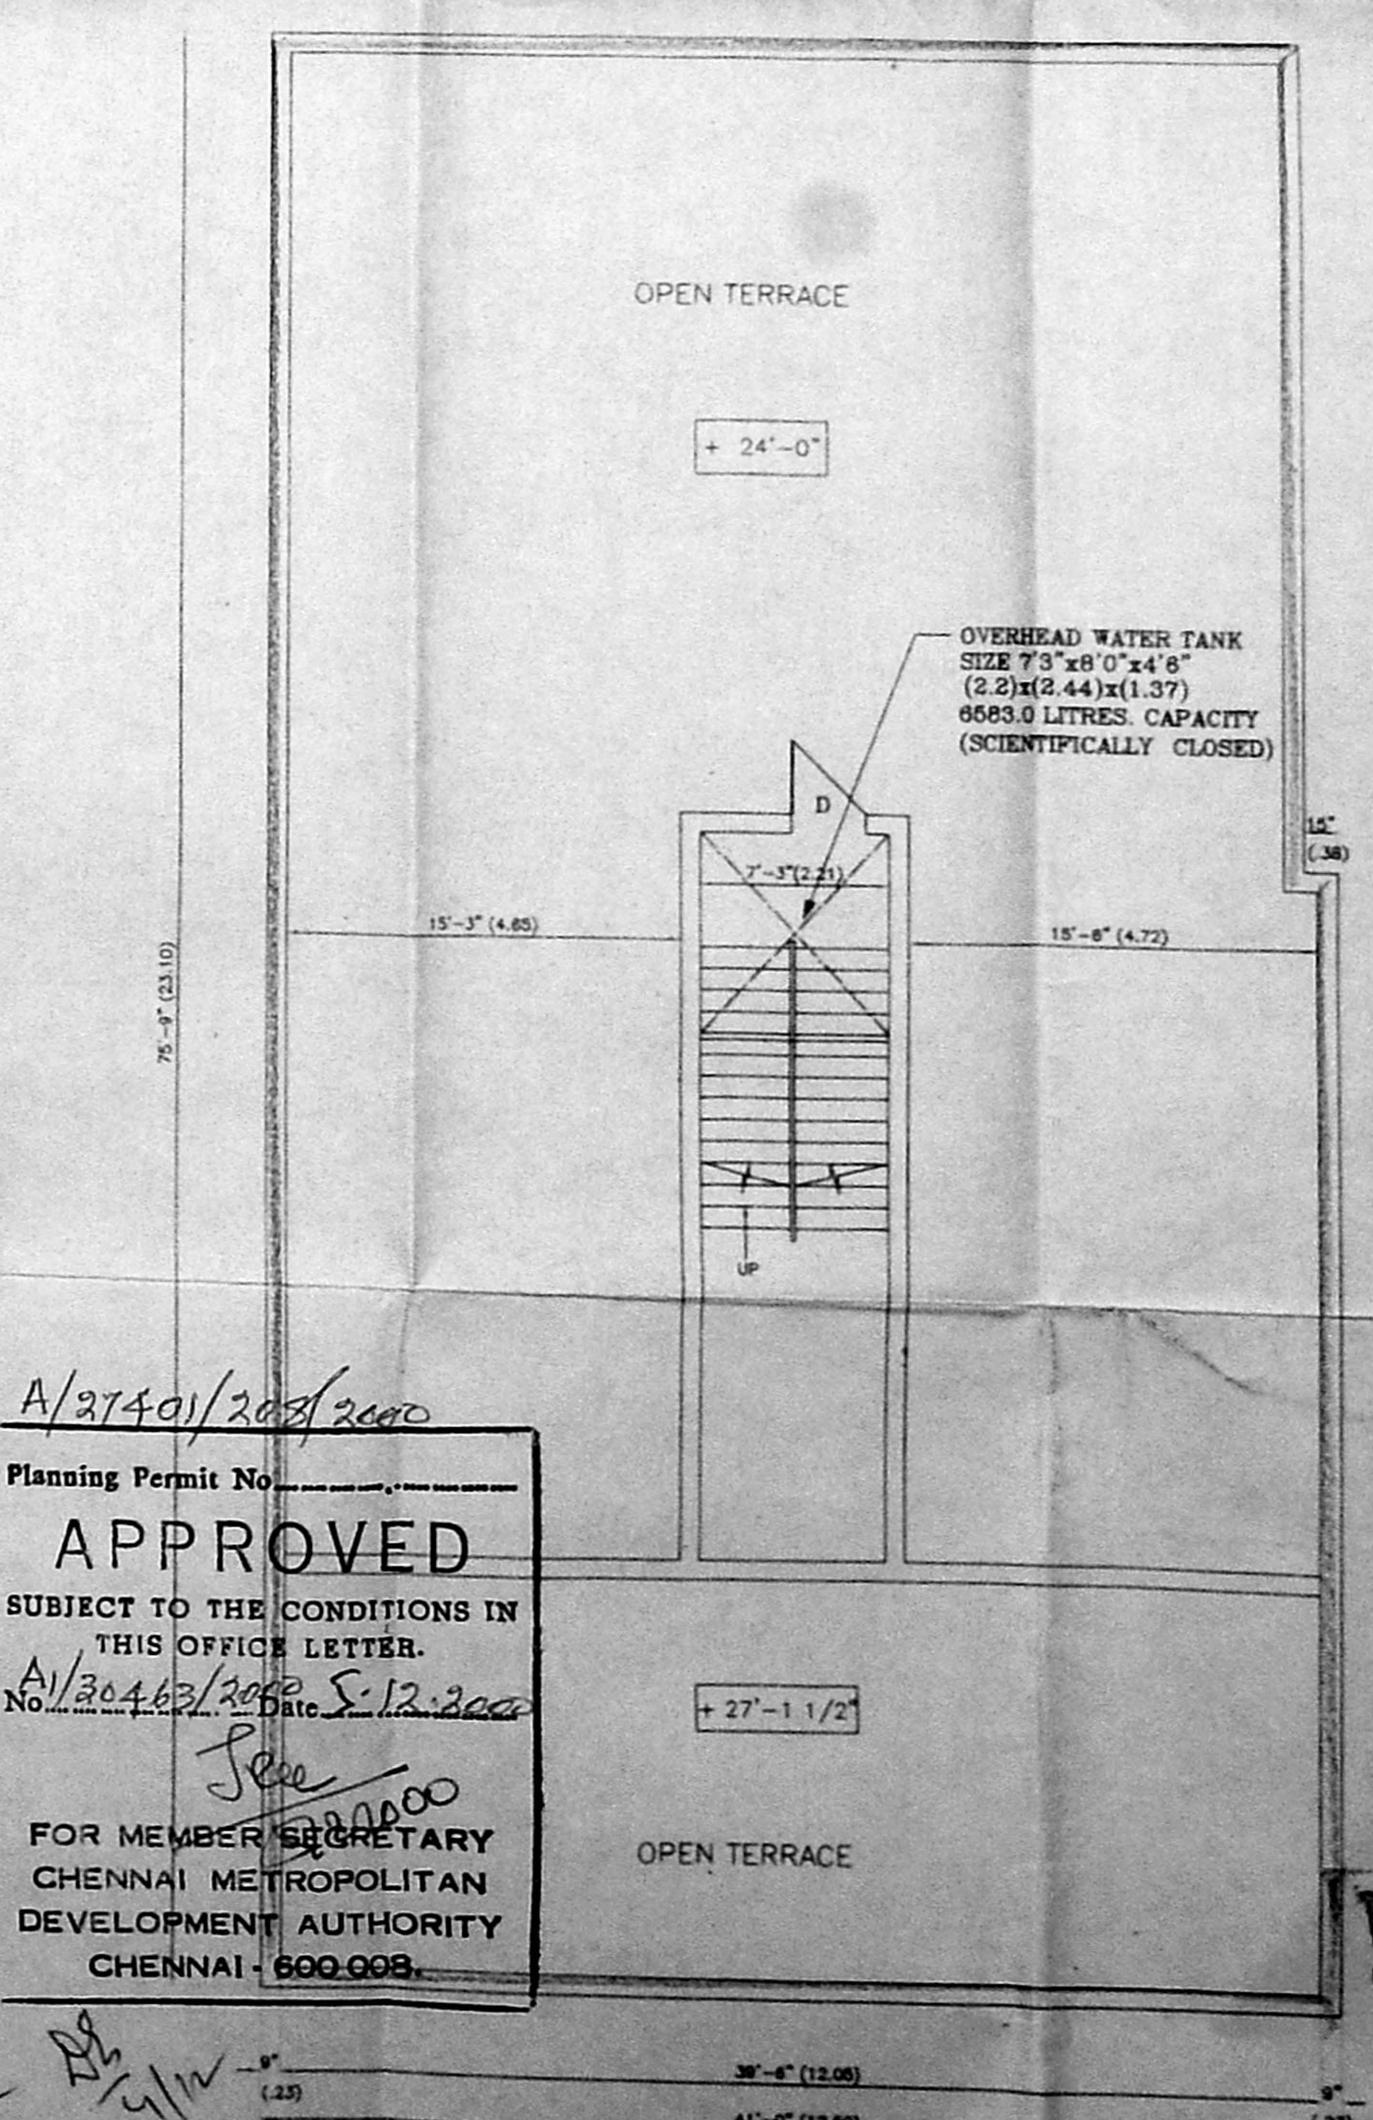 OPEN TERRACE
+ 24'-0"
OVERHEAD WATER TANK
SIZE 7'3"x8'0"x4'6"
(2.2)x(2.44)x(1.37)
6583.0 LITRES. CAPACITY
(SCIENTIFICALLY CLOSED)
D
15"
(.38)
7'-3"(2.21)
15'-3" (4.65)
15'-6" (4.72)
75'-9" (23.10)
UP
A/27401/208/2000
Planning Permit No
APPROVED
SUBJECT TO THE CONDITIONS IN
THIS OFFICE LETTER.
No A1/30463/2000 Date 5.12.2000
+ 27'-1 1/2"
FOR MEMBER SECRETARY
CHENNAI METROPOLITAN
DEVELOPMENT AUTHORITY
CHENNAI - 600 008.
OPEN TERRACE
4/12
9"
(.23)
39'-6" (12.05)
9"